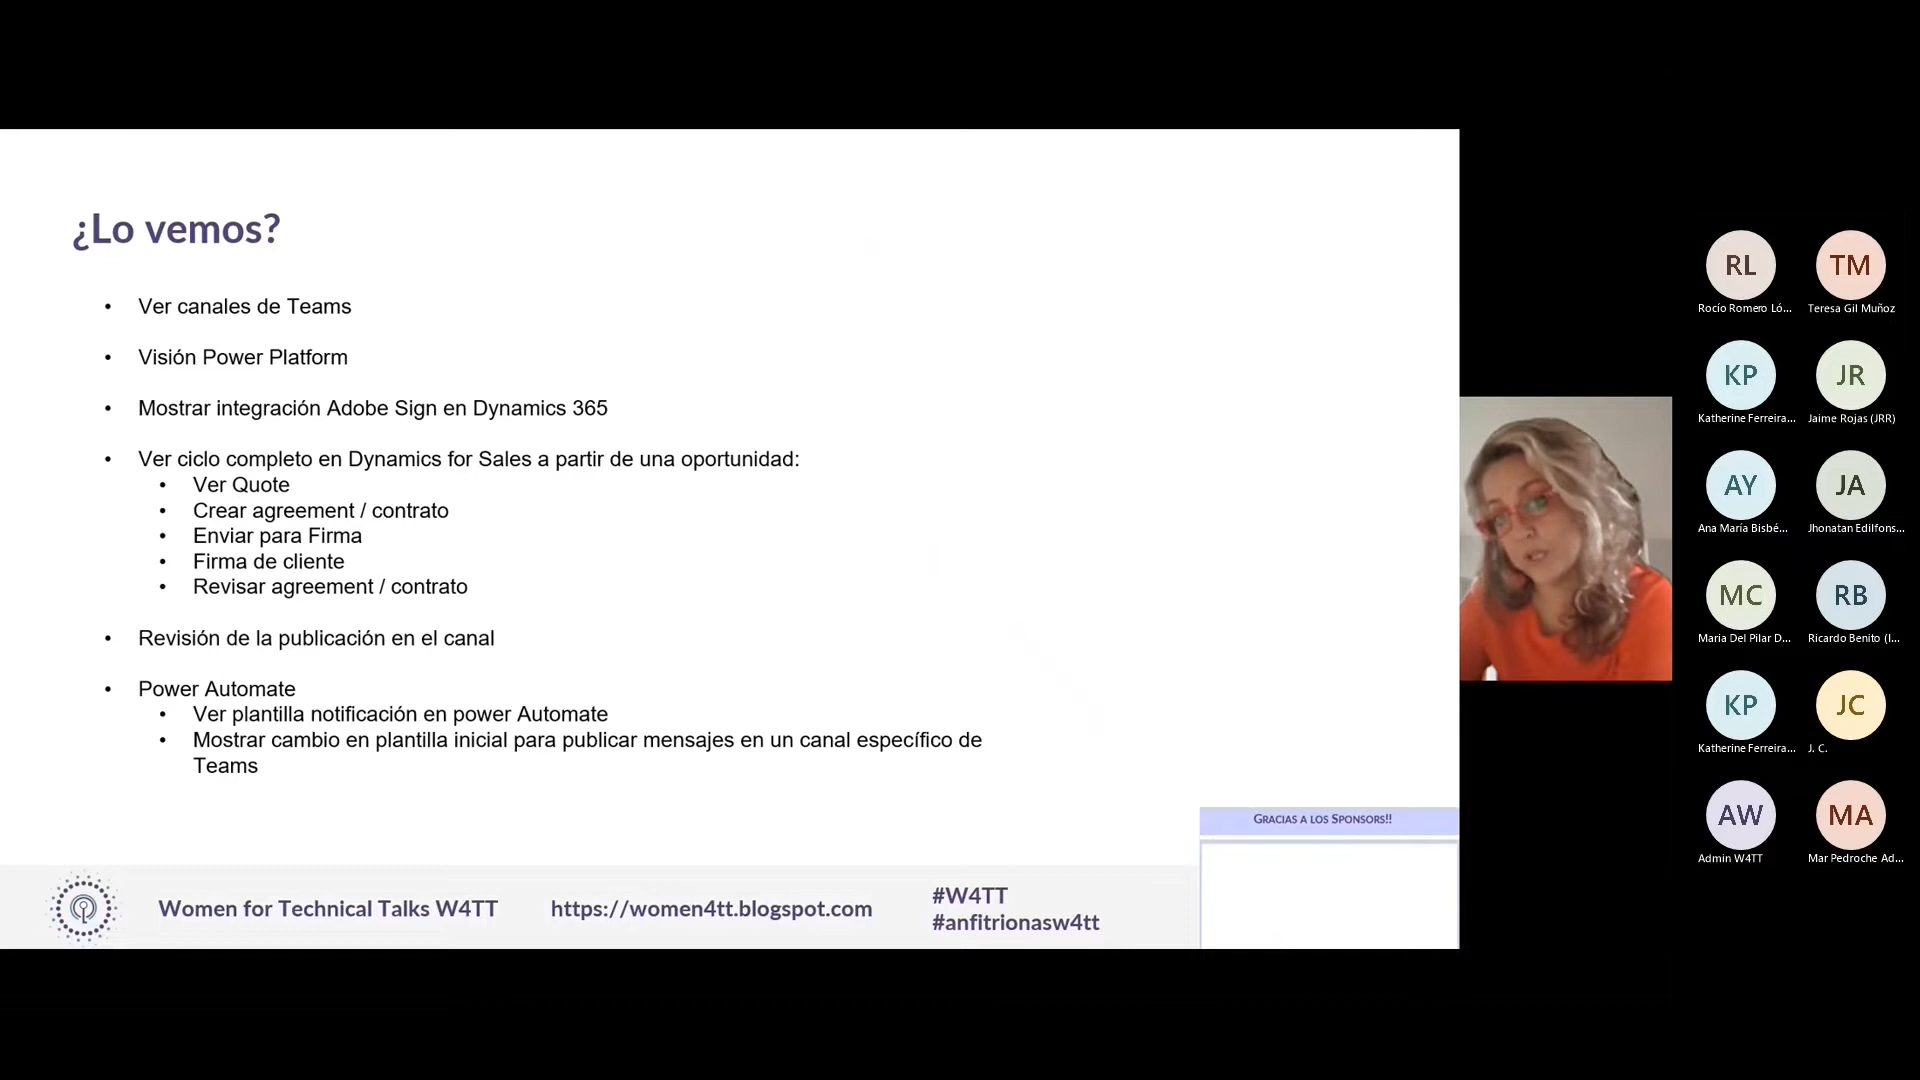 ¿Lo vemos?
• Ver canales de Teams
• Visión Power Platform
• Mostrar integración Adobe Sign en Dynamics 365
• Ver ciclo completo en Dynamics for Sales a partir de una oportunidad:
• Ver Quote
• Crear agreement / contrato
• Enviar para Firma
• Firma de cliente
• Revisar agreement / contrato
• Revisión de la publicación en el canal
• Power Automate
• Ver plantilla notificación en power Automate
• Mostrar cambio en plantilla inicial para publicar mensajes en un canal específico de
Teams
GRACIAS A LOS SPONSORS!!
Women for Technical Talks W4TT
https://women4tt.blogspot.com
#W4TT
#anfitrionasw4tt
RL
TM
Rocío Romero Ló...
Teresa Gil Muñoz
KP
JR
Katherine Ferreira...
Jaime Rojas (JRR)
AY
JA
Ana María Bisbé...
Jhonatan Edilfons...
MC
RB
Maria Del Pilar D...
Ricardo Benito (I...
KP
JC
Katherine Ferreira...
J. C.
AW
MA
Admin W4TT
Mar Pedroche Ad...